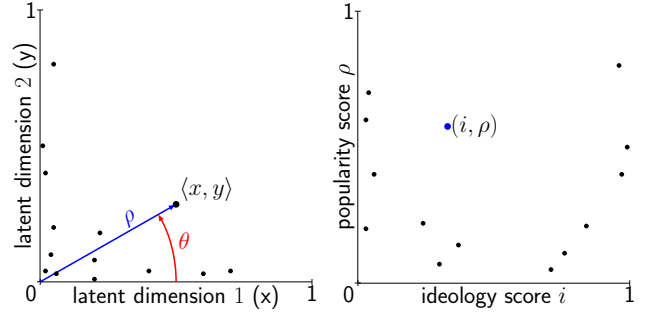 1
latent dimension 2 (y)
⟨x, y⟩
ρ
θ
0
latent dimension 1 (x)
1
1
popularity score ρ
(i, ρ)
0
ideology score i
1